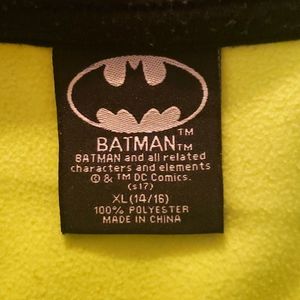 BATMAN™
BATMAN and all related
characters and elements
© & ™ DC Comics.
(s17)
XL (14/16)
100% POLYESTER
MADE IN CHINA